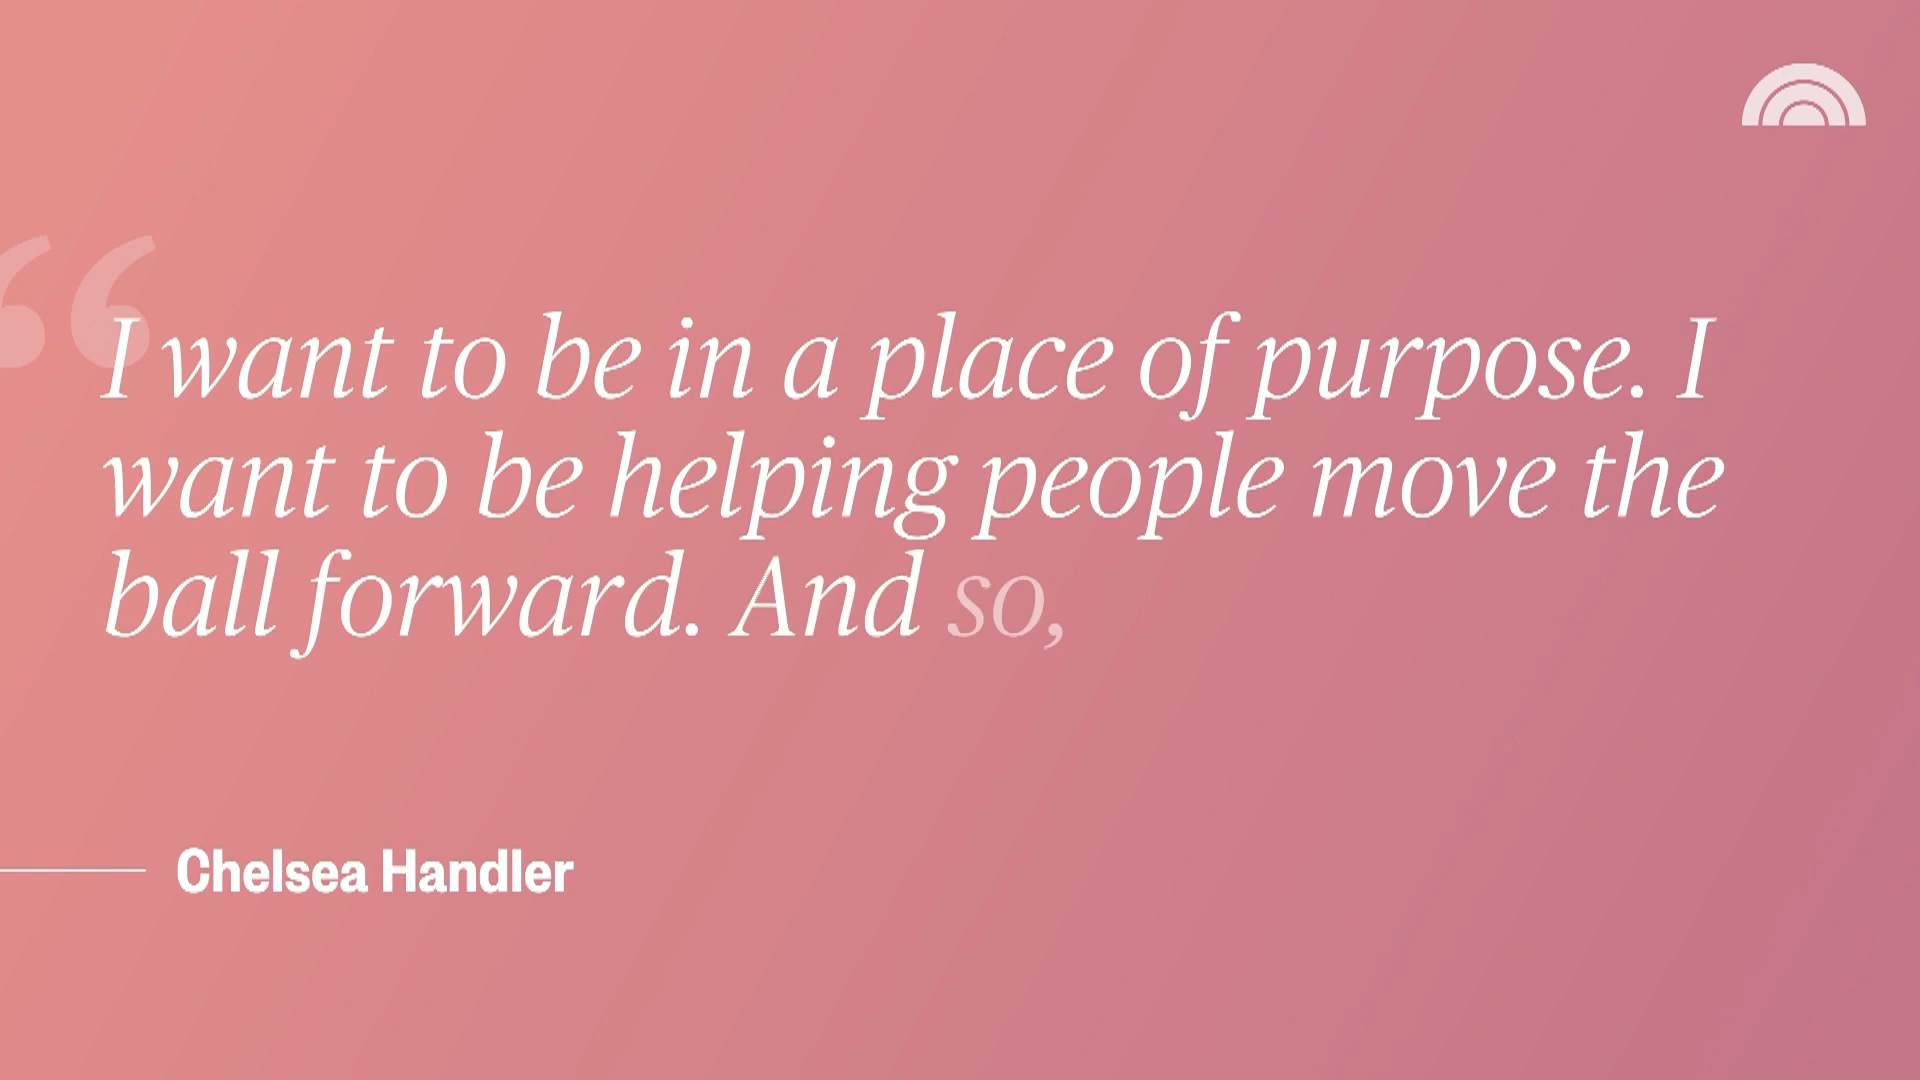 “I want to be in a place of purpose. I
want to be helping people move the
ball forward. And so,
Chelsea Handler